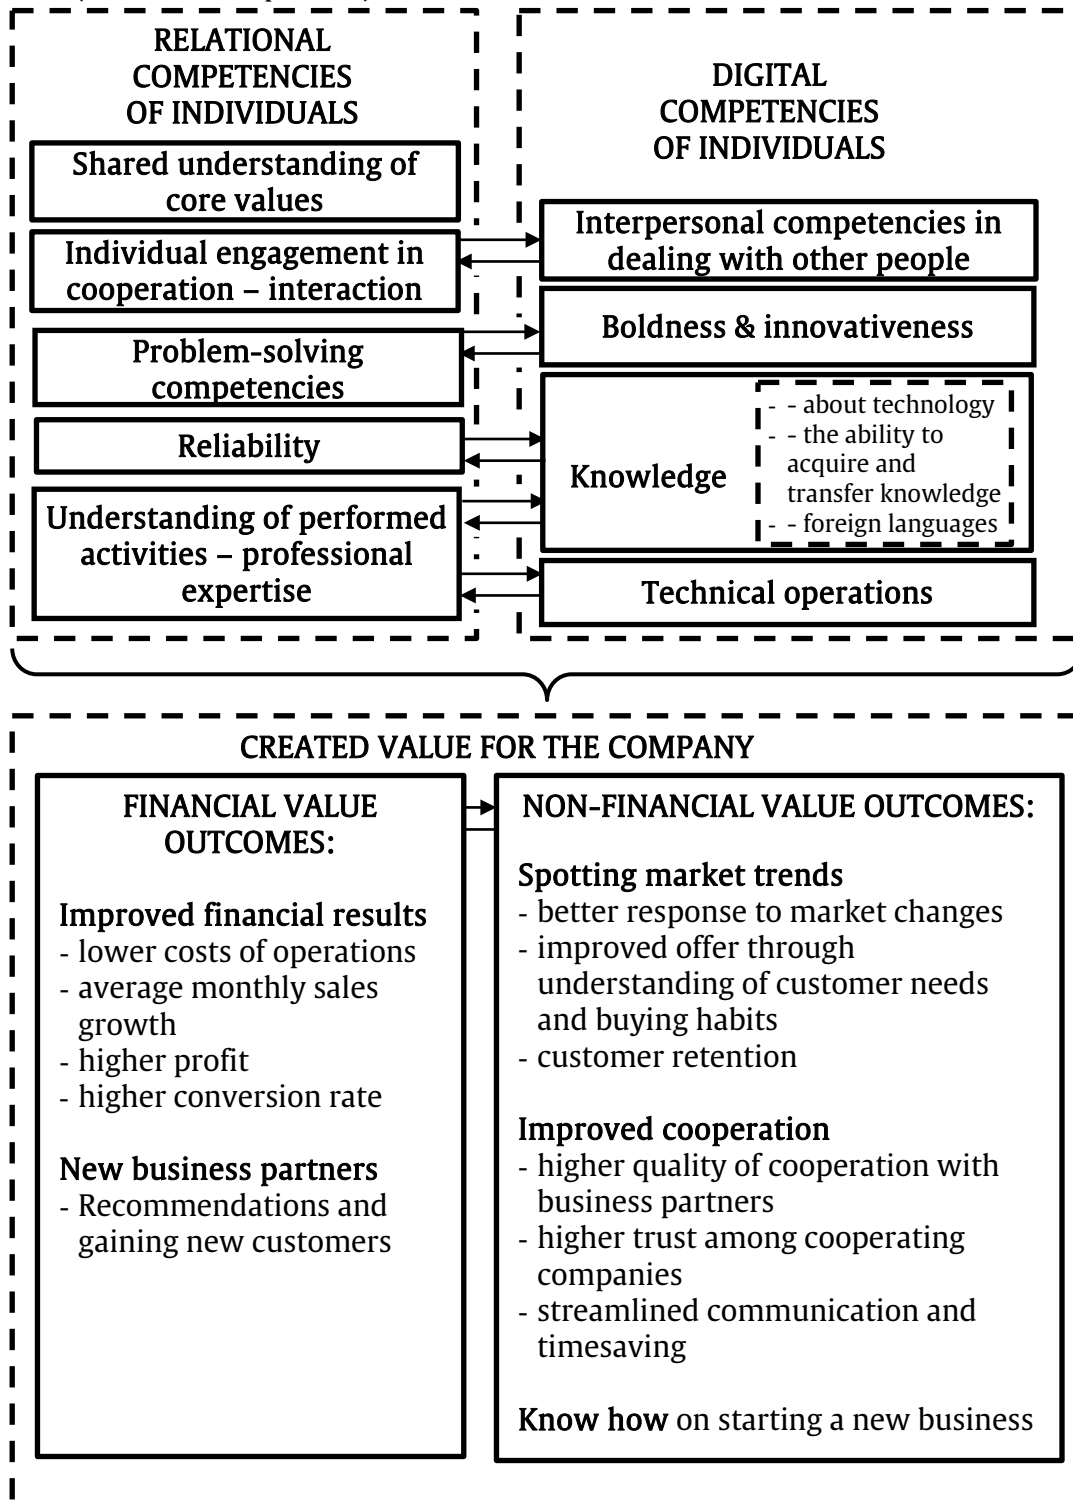 RELATIONAL
COMPETENCIES
OF INDIVIDUALS
Shared understanding of
core values
Individual engagement in
cooperation – interaction
Problem-solving
competencies
Reliability
Understanding of performed
activities – professional
expertise
DIGITAL
COMPETENCIES
OF INDIVIDUALS
Interpersonal competencies in
dealing with other people
Boldness & innovativeness
Knowledge
- - about technology
- - the ability to
acquire and
transfer knowledge
- - foreign languages
Technical operations
CREATED VALUE FOR THE COMPANY
FINANCIAL VALUE
OUTCOMES:
Improved financial results
- lower costs of operations
- average monthly sales
growth
- higher profit
- higher conversion rate
New business partners
- Recommendations and
gaining new customers
NON-FINANCIAL VALUE OUTCOMES:
Spotting market trends
- better response to market changes
- improved offer through
understanding of customer needs
and buying habits
- customer retention
Improved cooperation
- higher quality of cooperation with
business partners
- higher trust among cooperating
companies
- streamlined communication and
timesaving
Know how on starting a new business